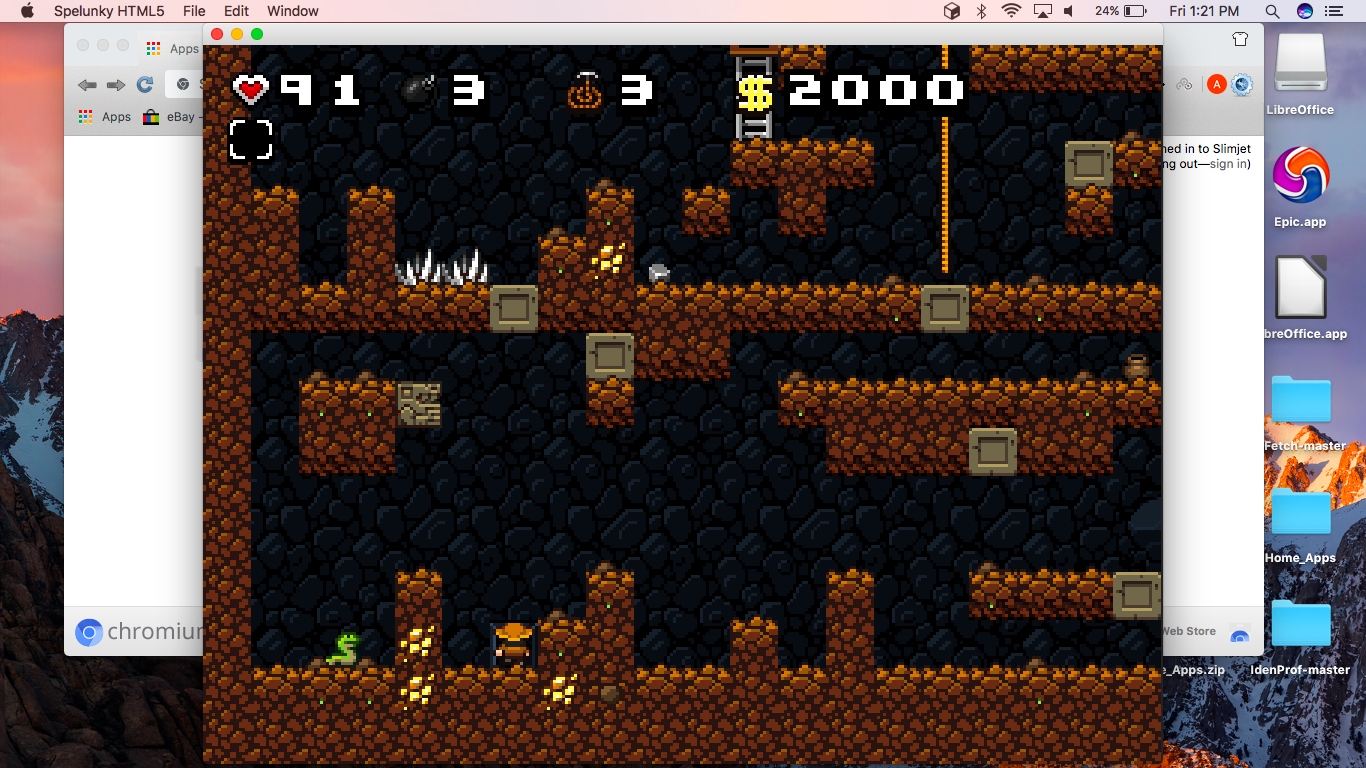 Spelunky HTML5 File Edit Window 24% Fri 1:21 PM
Apps
Apps eBay -
91 3 3 $ 2000
ned in to Slimjet
ng out—sign in)
chromiu
Web Store
LibreOffice
Epic.app
breOffice.app
Fetch-master
Home_Apps
e_Apps.zip IdenProf-master
A